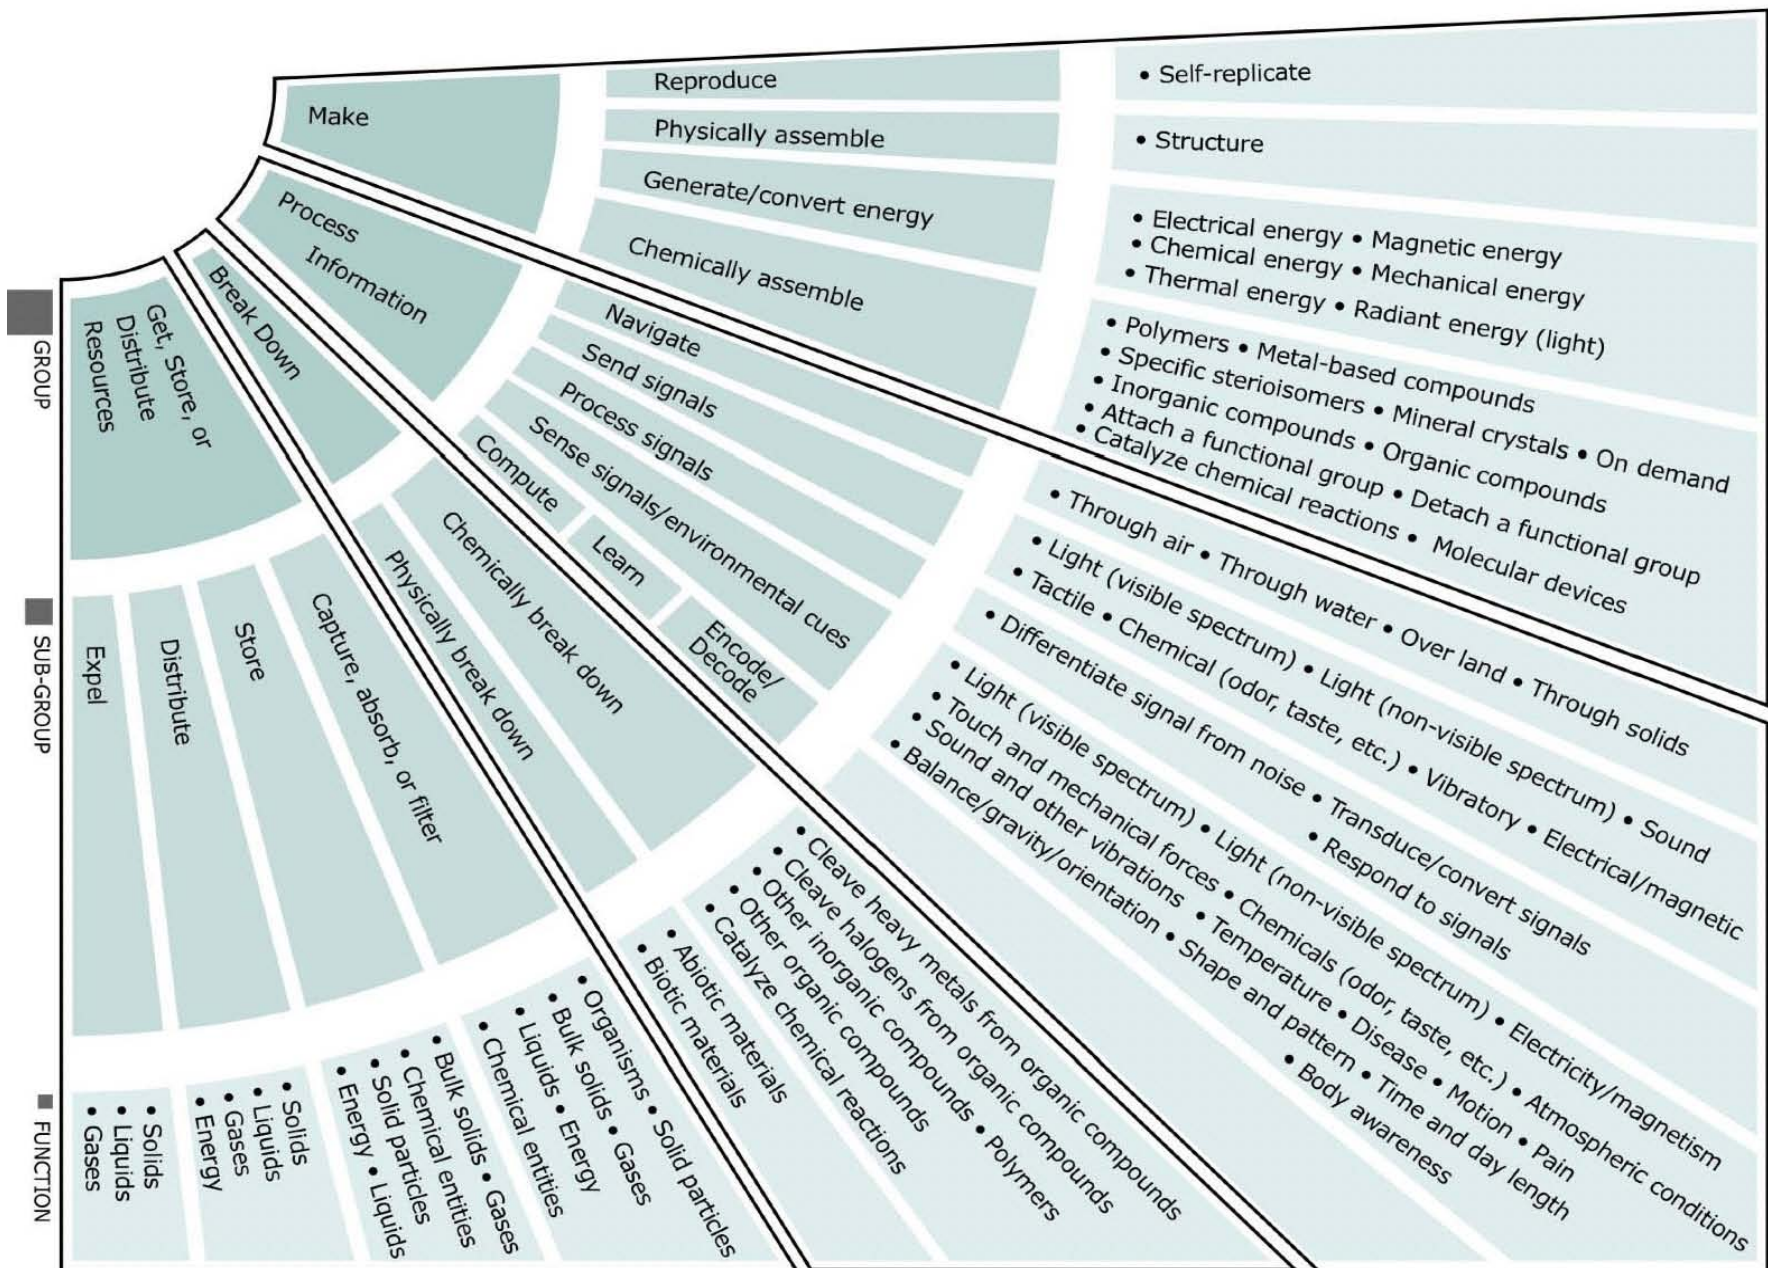 Make
Reproduce
• Self-replicate
Physically assemble
• Structure
Generate/convert energy
• Electrical energy • Magnetic energy
• Chemical energy • Mechanical energy
• Thermal energy • Radiant energy (light)
Chemically assemble
• Polymers • Metal-based compounds
• Specific sterioisomers • Mineral crystals • On demand
• Inorganic compounds • Organic compounds
• Attach a functional group • Detach a functional group
• Catalyze chemical reactions • Molecular devices
Process
Information
Navigate
• Through air • Through water • Over land • Through solids
Send signals
• Light (visible spectrum) • Light (non-visible spectrum) • Sound
• Tactile • Chemical (odor, taste, etc.) • Vibratory • Electrical/magnetic
Process signals
• Differentiate signal from noise • Transduce/convert signals
• Respond to signals
Sense signals/environmental cues
• Light (visible spectrum) • Light (non-visible spectrum) • Electricity/magnetism
• Touch and mechanical forces • Chemicals (odor, taste, etc.) • Atmospheric conditions
• Sound and other vibrations • Temperature • Disease • Motion • Pain
• Balance/gravity/orientation • Shape and pattern • Time and day length
• Body awareness
Compute
Learn
Encode/
Decode
Break Down
Chemically break down
• Cleave heavy metals from organic compounds
• Cleave halogens from organic compounds
• Other inorganic compounds • Polymers
• Other organic compounds
• Catalyze chemical reactions
Physically break down
• Abiotic materials
• Biotic materials
Get, Store, or
Distribute
Resources
Capture, absorb, or filter
• Organisms • Solid particles
• Bulk solids • Gases
• Liquids • Energy
• Chemical entities
Store
• Bulk solids • Gases
• Chemical entities
• Solid particles
• Energy • Liquids
Distribute
• Solids
• Liquids
• Gases
• Energy
Expel
• Solids
• Liquids
• Gases
GROUP
SUB-GROUP
FUNCTION